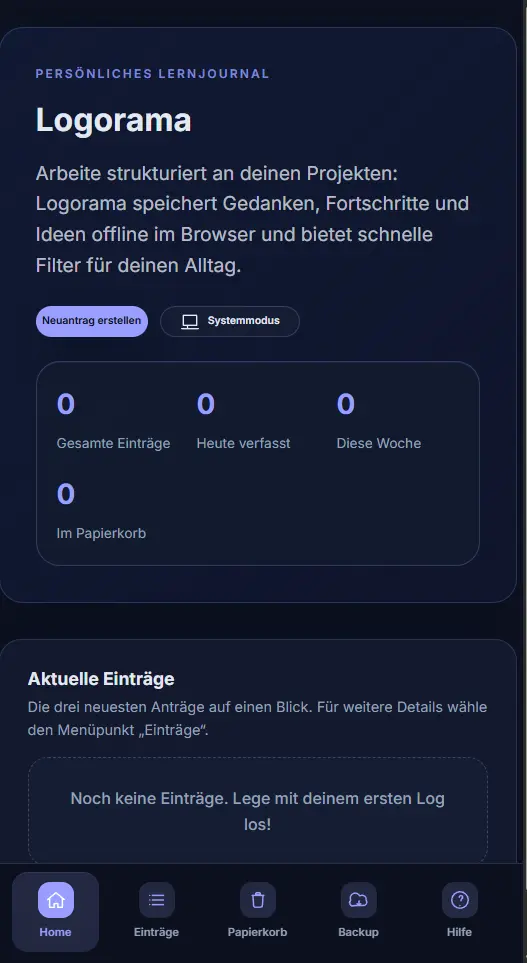 PERSÖNLICHES LERNJOURNAL
Logorama
Arbeite strukturiert an deinen Projekten:
Logorama speichert Gedanken, Fortschritte und
Ideen offline im Browser und bietet schnelle
Filter für deinen Alltag.
Neuantrag erstellen
Systemmodus
0
0
0
Gesamte Einträge
Heute verfasst
Diese Woche
0
Im Papierkorb
Aktuelle Einträge
Die drei neuesten Anträge auf einen Blick. Für weitere Details wähle
den Menüpunkt „Einträge“.
Noch keine Einträge. Lege mit deinem ersten Log
los!
Home
Einträge
Papierkorb
Backup
Hilfe